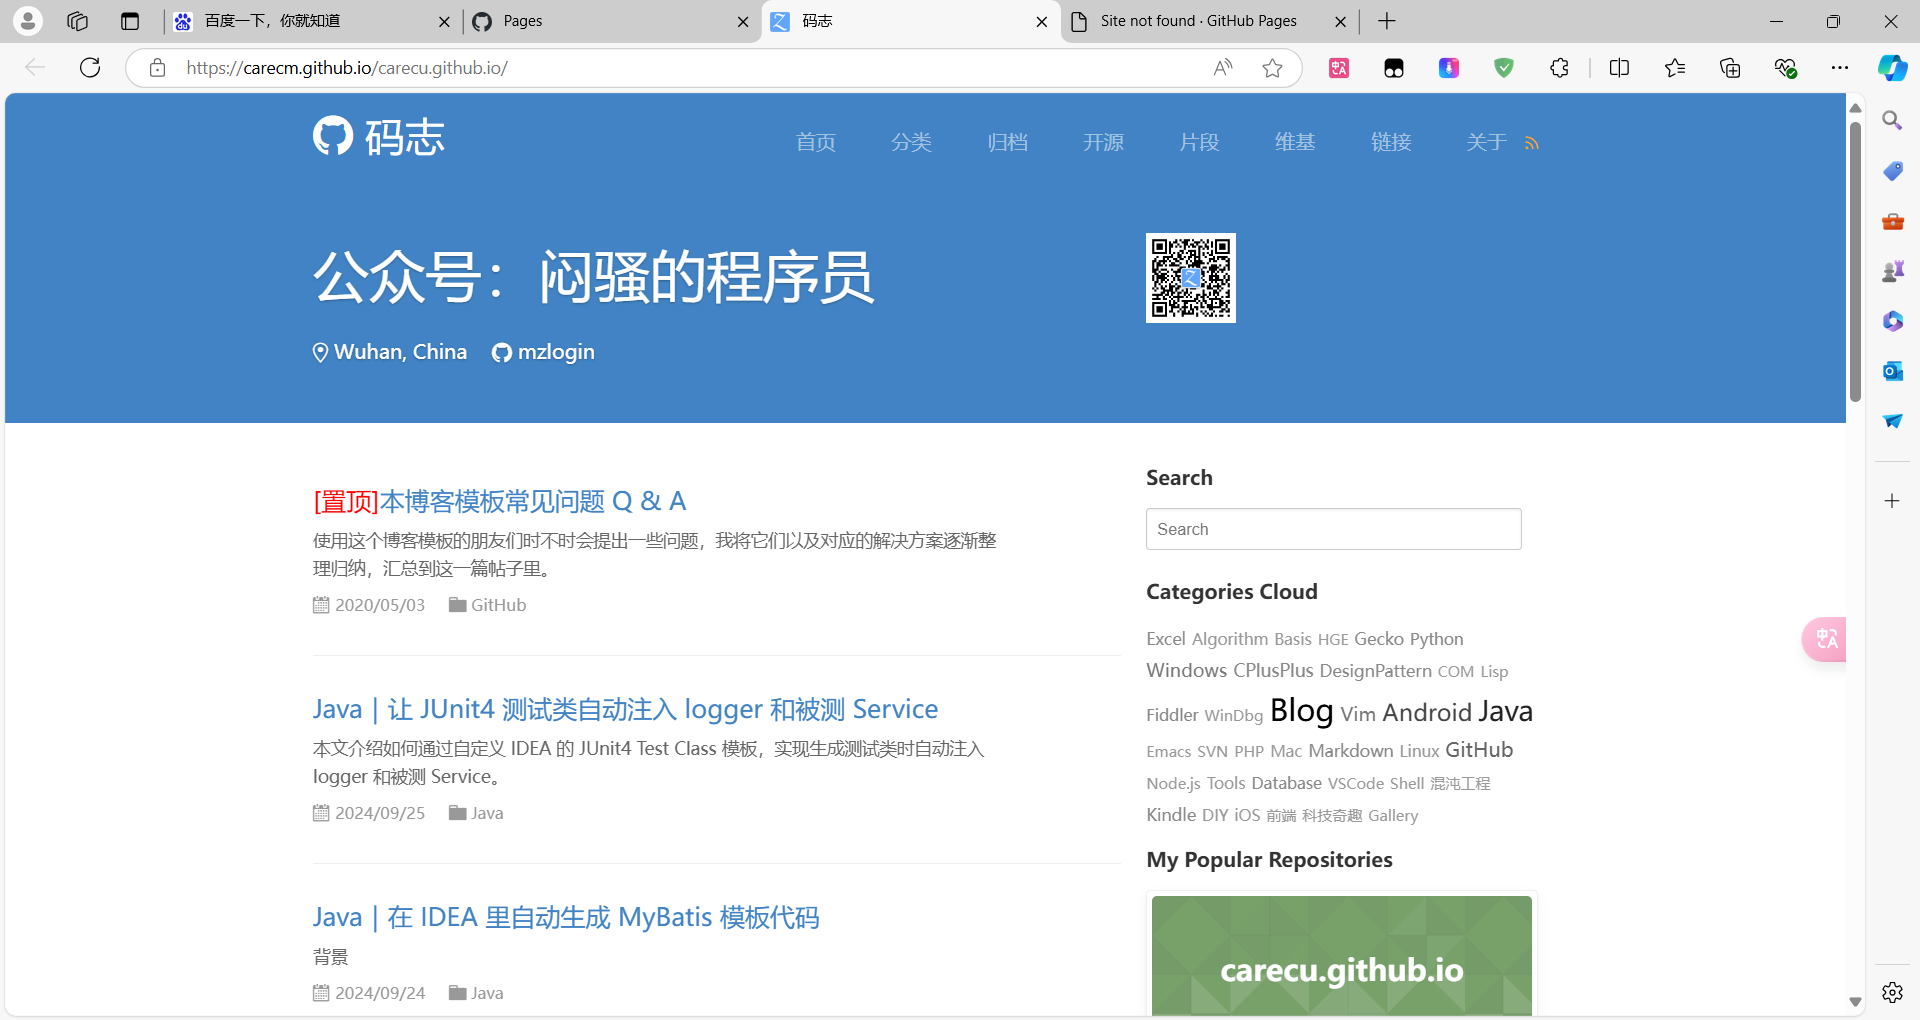 百度一下，你就知道
Pages
码志
Site not found · GitHub Pages
https://carecm.github.io/carecu.github.io/
码志
首页
分类
归档
开源
片段
维基
链接
关于
公众号：闷骚的程序员
Wuhan, China
mzlogin
[置顶]本博客模板常见问题 Q & A
使用这个博客模板的朋友们时不时会提出一些问题，我将它们以及对应的解决方案逐渐整
理归纳，汇总到这一篇帖子里。
2020/05/03
GitHub
Java | 让 JUnit4 测试类自动注入 logger 和被测 Service
本文介绍如何通过自定义 IDEA 的 JUnit4 Test Class 模板，实现生成测试类时自动注入
logger 和被测 Service。
2024/09/25
Java
Java | 在 IDEA 里自动生成 MyBatis 模板代码
背景
2024/09/24
Java
Search
Search
Categories Cloud
Excel Algorithm Basis HGE Gecko Python
Windows CPlusPlus DesignPattern COM Lisp
Fiddler WinDbg Blog Vim Android Java
Emacs SVN PHP Mac Markdown Linux GitHub
Node.js Tools Database VSCode Shell 混沌工程
Kindle DIY iOS 前端 科技奇趣 Gallery
My Popular Repositories
carecu.github.io